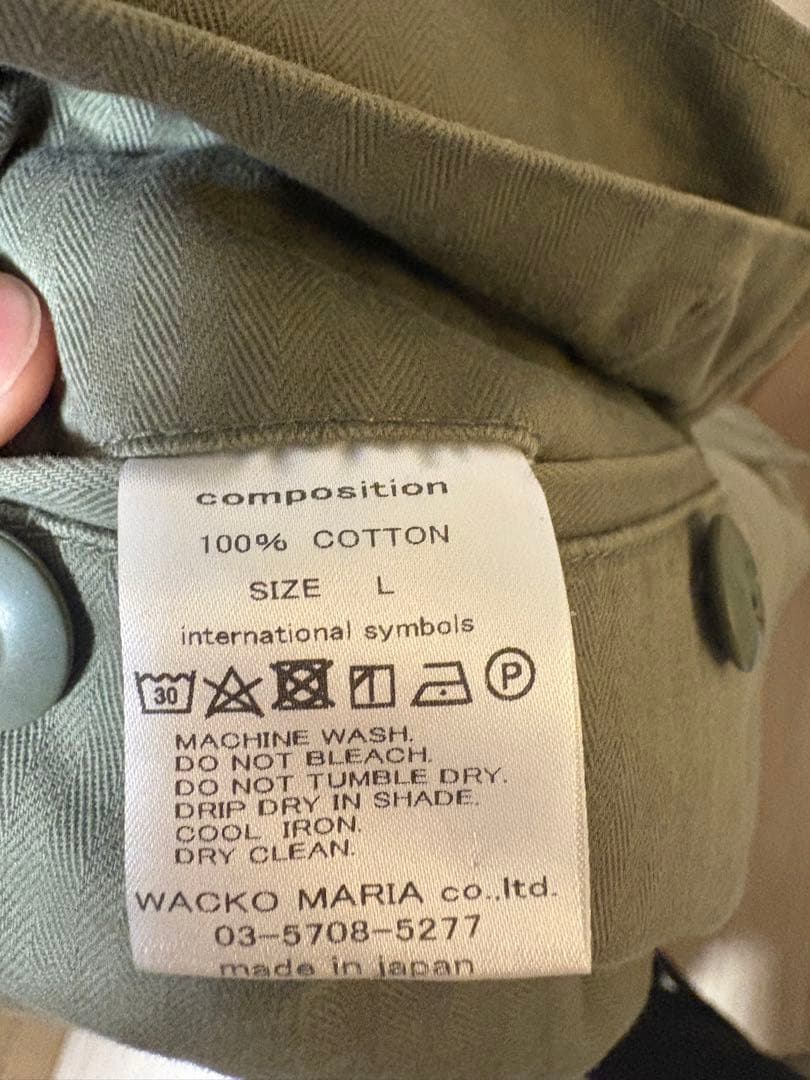 composition
100% COTTON
SIZE L
international symbols
30 P
MACHINE WASH.
DO NOT BLEACH.
DO NOT TUMBLE DRY.
DRIP DRY IN SHADE.
COOL IRON.
DRY CLEAN.
WACKO MARIA co.,ltd.
03-5708-5277
made in japan